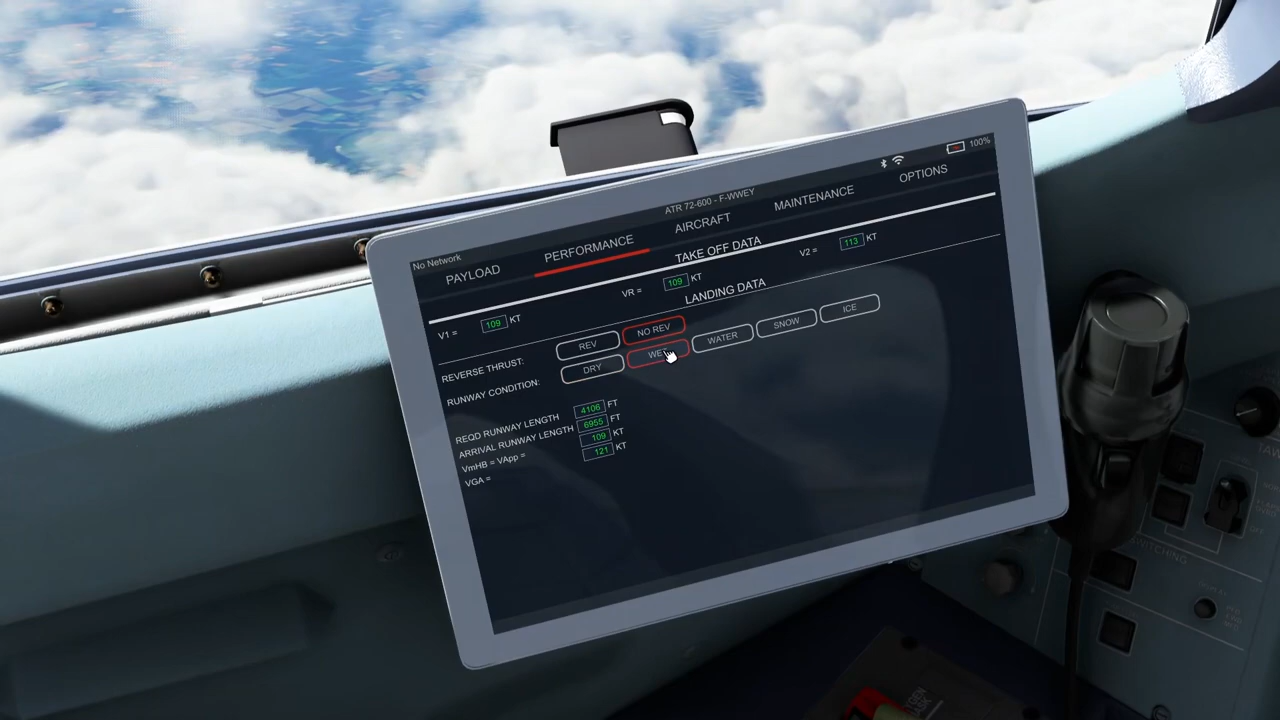 No Network
ATR 72-600 - F-WWEY
100%
PAYLOAD PERFORMANCE AIRCRAFT MAINTENANCE OPTIONS
TAKE OFF DATA
V1 = 109 KT VR = 109 KT V2 = 113 KT
LANDING DATA
REVERSE THRUST: REV NO REV
RUNWAY CONDITION: DRY WET WATER SNOW ICE
REQD RUNWAY LENGTH 4106 FT
ARRIVAL RUNWAY LENGTH 6955 FT
VmHB = VApp = 109 KT
VGA = 121 KT
SWITCHING